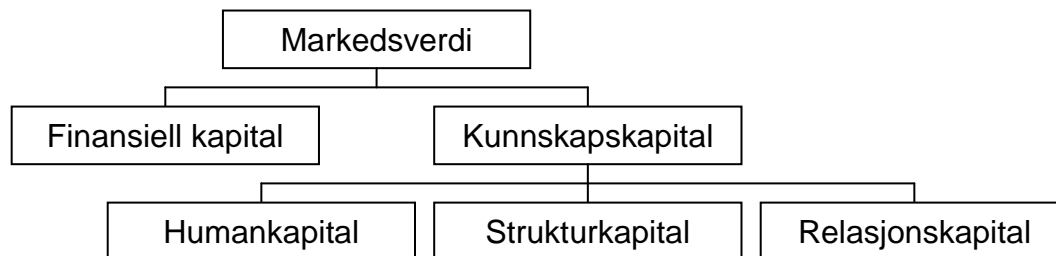 Markedsverdi
Finansiell kapital
Kunnskapskapital
Humankapital
Strukturkapital
Relasjonskapital